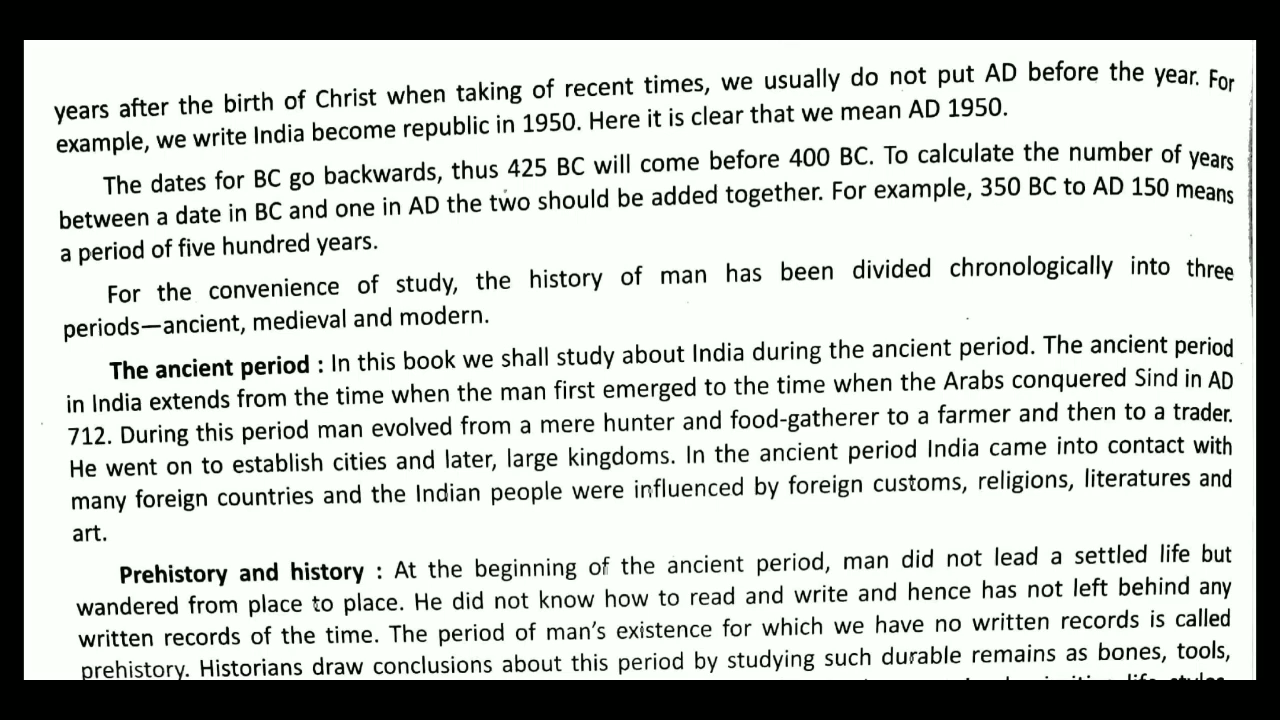 years after the birth of Christ when taking of recent times, we usually do not put AD before the year. For
example, we write India become republic in 1950. Here it is clear that we mean AD 1950.
The dates for BC go backwards, thus 425 BC will come before 400 BC. To calculate the number of years
between a date in BC and one in AD the two should be added together. For example, 350 BC to AD 150 means
a period of five hundred years.
For the convenience of study, the history of man has been divided chronologically into three
periods—ancient, medieval and modern.
The ancient period : In this book we shall study about India during the ancient period. The ancient period
in India extends from the time when the man first emerged to the time when the Arabs conquered Sind in AD
712. During this period man evolved from a mere hunter and food-gatherer to a farmer and then to a trader.
He went on to establish cities and later, large kingdoms. In the ancient period India came into contact with
many foreign countries and the Indian people were influenced by foreign customs, religions, literatures and
art.
Prehistory and history : At the beginning of the ancient period, man did not lead a settled life but
wandered from place to place. He did not know how to read and write and hence has not left behind any
written records of the time. The period of man's existence for which we have no written records is called
prehistory. Historians draw conclusions about this period by studying such durable remains as bones, tools,
life styles,